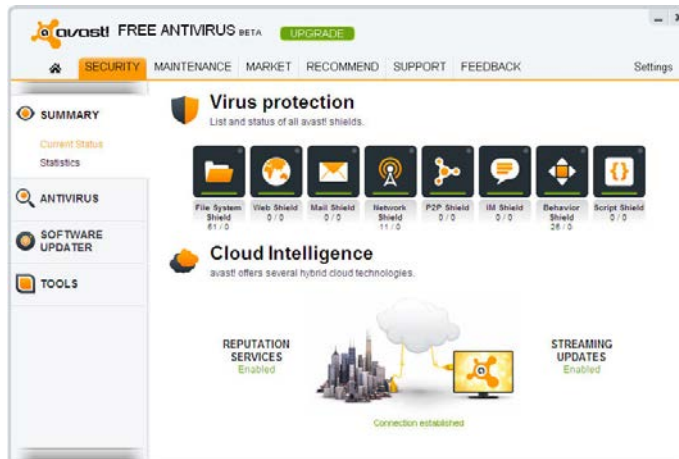 avast! FREE ANTIVIRUS BETA UPGRADE
SECURITY MAINTENANCE MARKET RECOMMEND SUPPORT FEEDBACK Settings
SUMMARY
Current Status
Statistics
ANTIVIRUS
SOFTWARE
UPDATER
TOOLS
Virus protection
List and status of all avast! shields.
File System
Shield
61 / 0
Web Shield
0 / 0
Mail Shield
0 / 0
Network
Shield
11 / 0
P2P Shield
0 / 0
IM Shield
0 / 0
Behavior
Shield
26 / 0
Script Shield
0 / 0
Cloud Intelligence
avast! offers several hybrid cloud technologies.
REPUTATION
SERVICES
Enabled
STREAMING
UPDATES
Enabled
Connection established